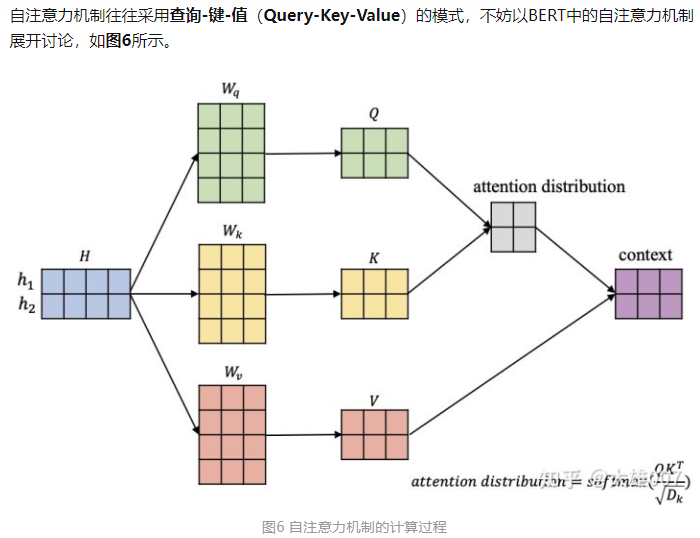 自注意力机制往往采用查询-键-值（Query-Key-Value）的模式，不妨以BERT中的自注意力机制
展开讨论，如图6所示。
W_q
Q
attention distribution
W_k
K
H
context
h_1
h_2
W_v
V
attention distribution = softmax(QK^T/√D_k)
知乎
图6 自注意力机制的计算过程